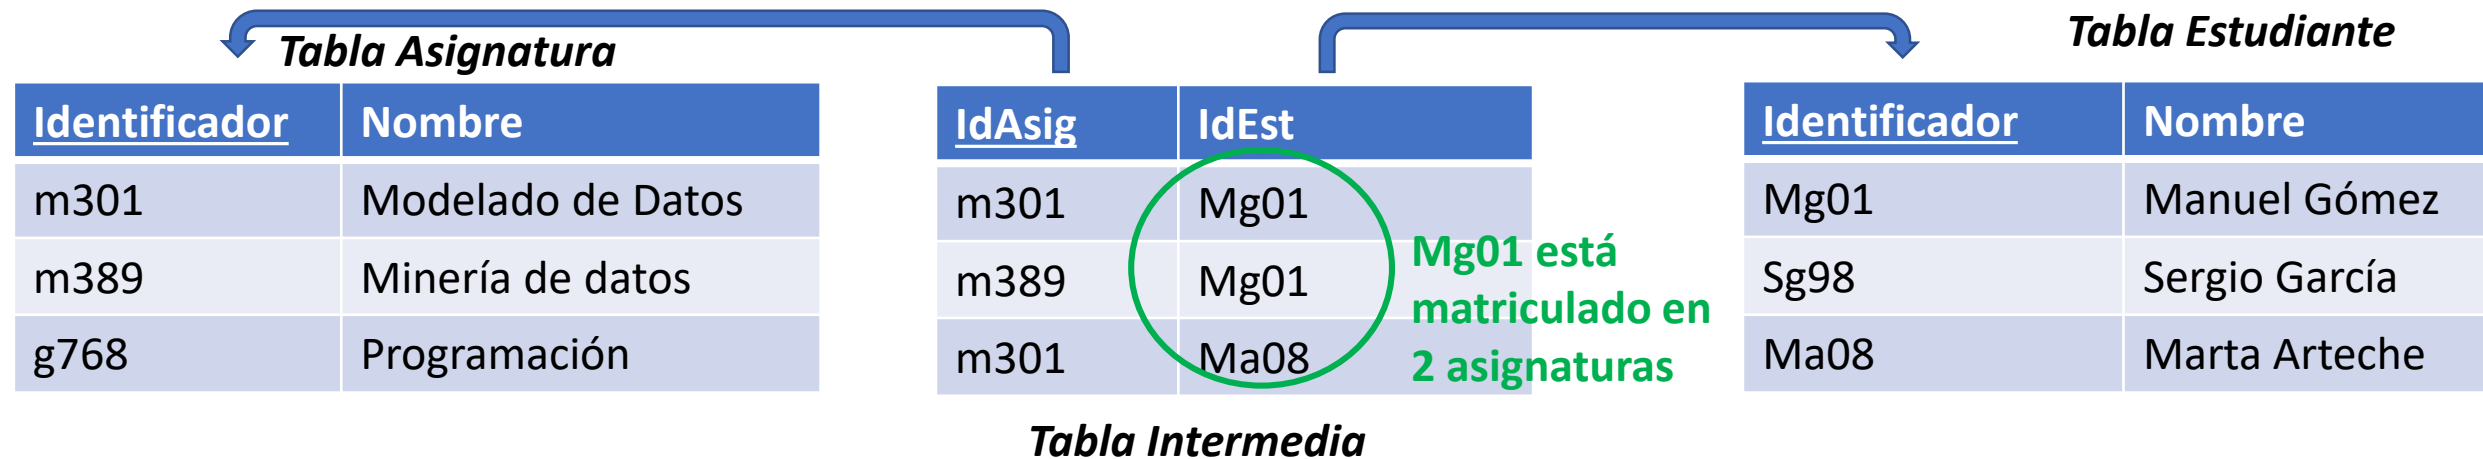 Tabla Asignatura
Identificador Nombre
m301 Modelado de Datos
m389 Minería de datos
g768 Programación
IdAsig IdEst
m301 Mg01
m389 Mg01
m301 Ma08
Mg01 está
matriculado en
2 asignaturas
Tabla Intermedia
Tabla Estudiante
Identificador Nombre
Mg01 Manuel Gómez
Sg98 Sergio García
Ma08 Marta Arteche